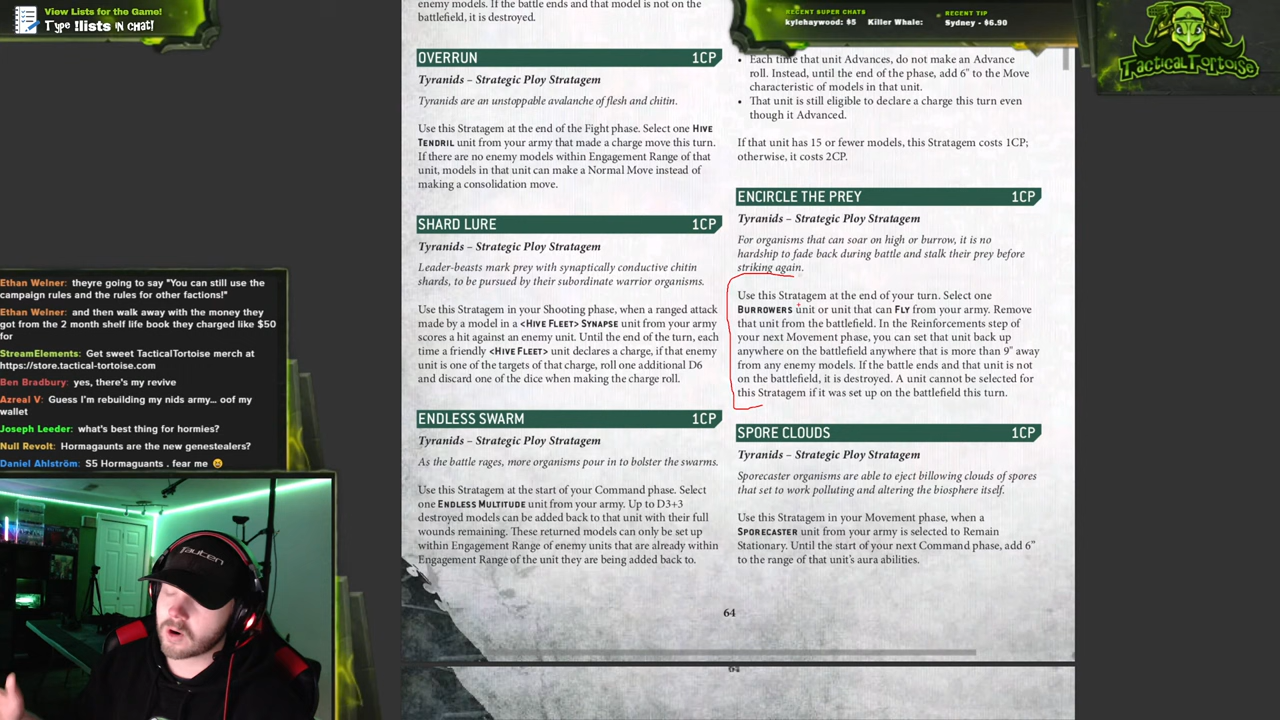 View Lists for the Game!
Type !lists in chat!
RECENT SUPER CHATS
kylehaywood: $5 Killer Whale:
RECENT TIP
Sydney - $6.90
TACTICALTORTOISE
enemy models. If the battle ends and that model is not on the
battlefield, it is destroyed.
OVERRUN 1CP
Tyranids – Strategic Ploy Stratagem
Tyranids are an unstoppable avalanche of flesh and chitin.
Use this Stratagem at the end of the Fight phase. Select one HIVE
TENDRIL unit from your army that made a charge move this turn.
If there are no enemy models within Engagement Range of that
unit, models in that unit can make a Normal Move instead of
making a consolidation move.
SHARD LURE 1CP
Tyranids – Strategic Ploy Stratagem
Leader-beasts mark prey with synaptically conductive chitin
shards, to be pursued by their subordinate warrior organisms.
Use this Stratagem in your Shooting phase, when a ranged attack
made by a model in a <HIVE FLEET> SYNAPSE unit from your army
scores a hit against an enemy unit. Until the end of the turn, each
time a friendly <HIVE FLEET> unit declares a charge, if that enemy
unit is one of the targets of that charge, roll one additional D6
and discard one of the dice when making the charge roll.
ENDLESS SWARM 1CP
Tyranids – Strategic Ploy Stratagem
As the battle rages, more organisms pour in to bolster the swarms.
Use this Stratagem at the start of your Command phase. Select
one ENDLESS MULTITUDE unit from your army. Up to D3+3
destroyed models can be added back to that unit with their full
wounds remaining. These returned models can only be set up
within Engagement Range of enemy units that are already within
Engagement Range of the unit they are being added back to.
• Each time that unit Advances, do not make an Advance
roll. Instead, until the end of the phase, add 6" to the Move
characteristic of models in that unit.
• That unit is still eligible to declare a charge this turn even
though it Advanced.
If that unit has 15 or fewer models, this Stratagem costs 1CP;
otherwise, it costs 2CP.
ENCIRCLE THE PREY 1CP
Tyranids – Strategic Ploy Stratagem
For organisms that can soar on high or burrow, it is no
hardship to fade back during battle and stalk their prey before
striking again.
Use this Stratagem at the end of your turn. Select one
BURROWERS unit or unit that can FLY from your army. Remove
that unit from the battlefield. In the Reinforcements step of
your next Movement phase, you can set that unit back up
anywhere on the battlefield anywhere that is more than 9" away
from any enemy models. If the battle ends and that unit is not
on the battlefield, it is destroyed. A unit cannot be selected for
this Stratagem if it was set up on the battlefield this turn.
SPORE CLOUDS 1CP
Tyranids – Strategic Ploy Stratagem
Sporecaster organisms are able to eject billowing clouds of spores
that set to work polluting and altering the biosphere itself.
Use this Stratagem in your Movement phase, when a
SPORECASTER unit from your army is selected to Remain
Stationary. Until the start of your next Command phase, add 6"
to the range of that unit's aura abilities.
64
Ethan Welner: theyre going to say "You can still use the
campaign rules and the rules for other factions!"
Ethan Welner: and then walk away with the money they
got from the 2 month shelf life book they charged like $50
for
StreamElements: Get sweet TacticalTortoise merch at
https://store.tactical-tortoise.com
Ben Bradbury: yes, there's my revive
Azreal V: Guess I'm rebuilding my nids army... oof my
wallet
Joseph Leeder: what's best thing for hormies?
Null Revolt: Hormagaunts are the new genestealers?
Daniel Ahlström: S5 Hormaguants . fear me 😆
nauten